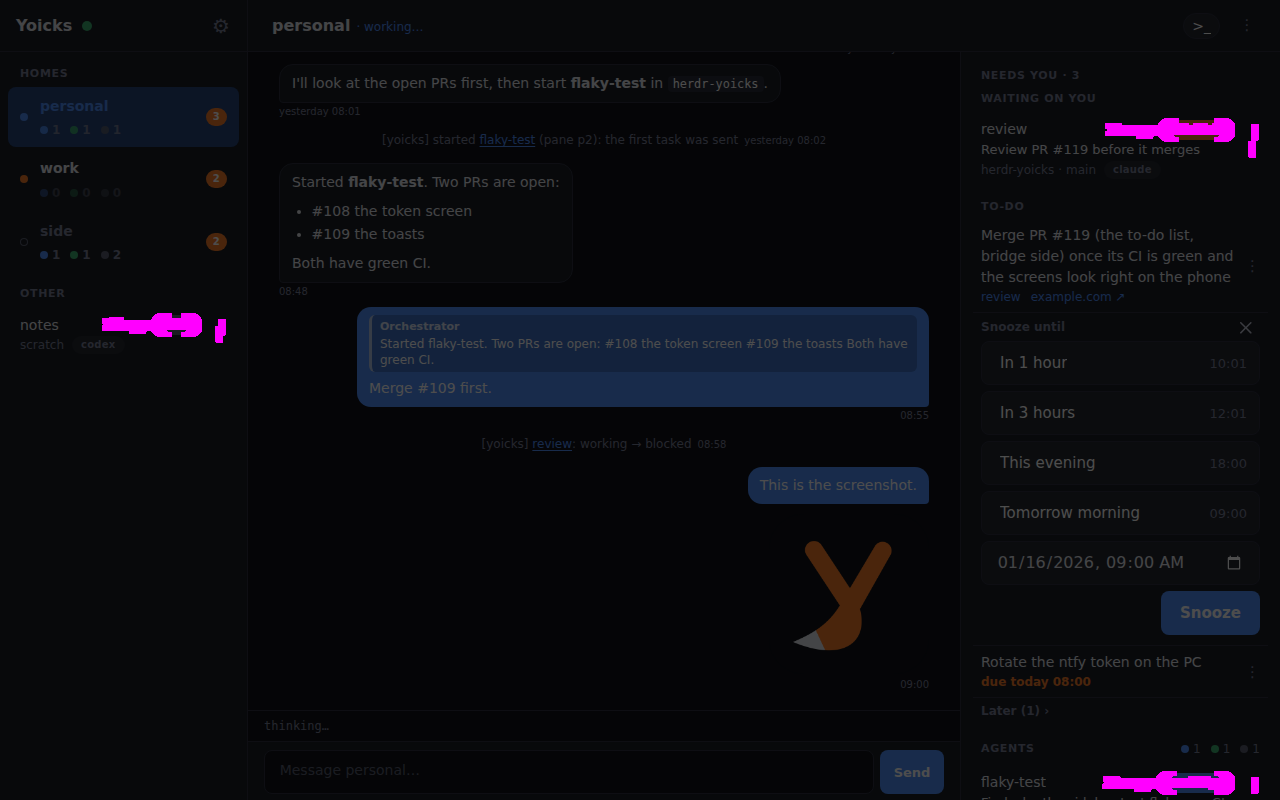 Yoicks
personal · working…
>_
HOMES
personal
3
1 1 1
work
2
0 0 0
side
2
1 1 2
OTHER
notes
scratch codex
I'll look at the open PRs first, then start flaky-test in herdr-yoicks.
yesterday 08:01
[yoicks] started flaky-test (pane p2); the first task was sent yesterday 08:02
Started flaky-test. Two PRs are open:
• #108 the token screen
• #109 the toasts
Both have green CI.
08:48
Orchestrator
Started flaky-test. Two PRs are open: #108 the token screen #109 the toasts Both have
green CI.
Merge #109 first.
08:55
[yoicks] review: working → blocked 08:58
This is the screenshot.
09:00
thinking…
Message personal…
Send
NEEDS YOU · 3
WAITING ON YOU
review
Review PR #119 before it merges
herdr-yoicks · main claude
TO-DO
Merge PR #119 (the to-do list,
bridge side) once its CI is green and
the screens look right on the phone
review example.com ↗
Snooze until
In 1 hour 10:01
In 3 hours 12:01
This evening 18:00
Tomorrow morning 09:00
01/16/2026, 09:00 AM
Snooze
Rotate the ntfy token on the PC
due today 08:00
Later (1) ›
AGENTS 1 1 1
flaky-test